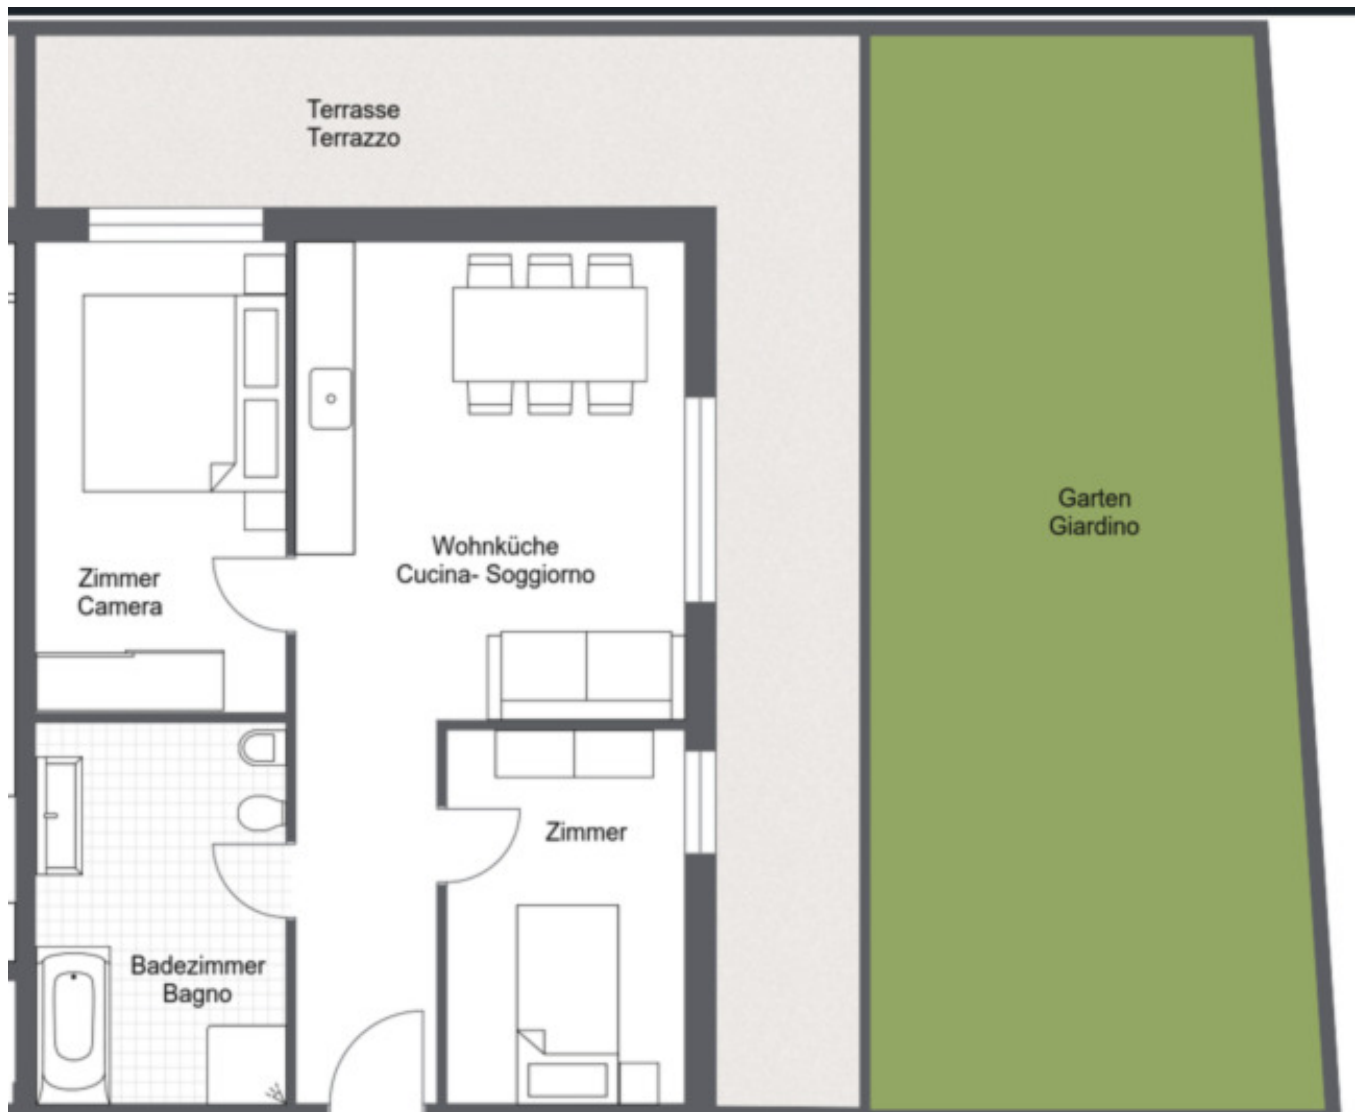 Terrasse
Terrazzo
Garten
Giardino
Wohnküche
Cucina- Soggiorno
Zimmer
Camera
Zimmer
Badezimmer
Bagno